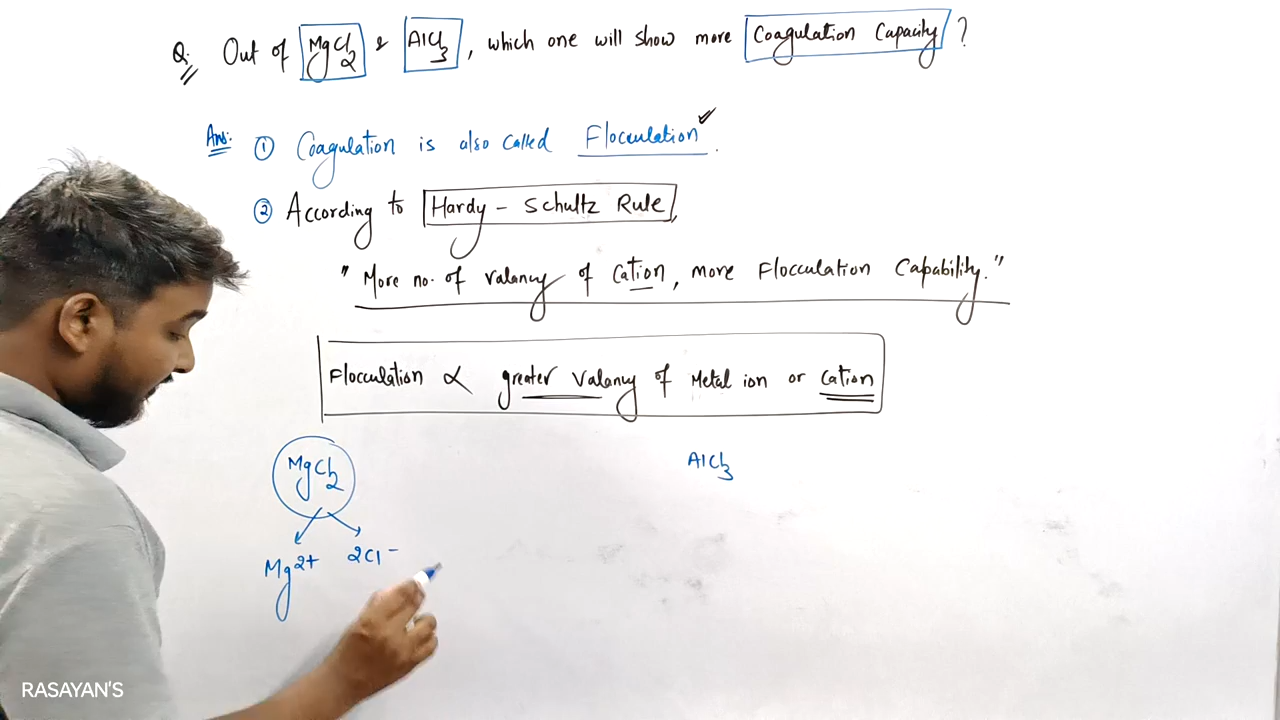 Q. Out of MgCl2 & AlCl3, which one will show more Coagulation Capacity ?
Ans: ① Coagulation is also called Flocculation ✓.
② According to Hardy - Schultz Rule,
" More no. of valancy of Cation, more Flocculation Capability."
Flocculation ∝ greater valancy of Metal ion or Cation
MgCl2 AlCl3
Mg2+ 2Cl-
RASAYAN'S